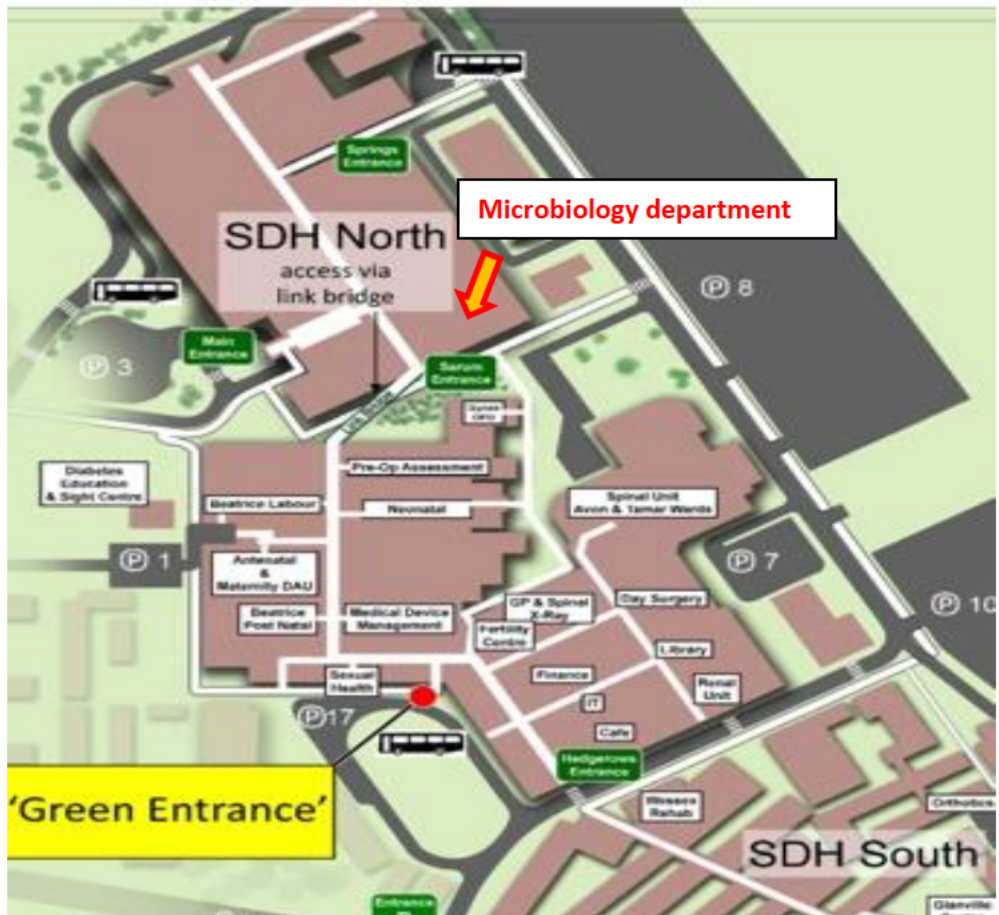 Springs
Entrance
Microbiology department
SDH North
access via
link bridge
P 8
Main
Entrance
P 3
Sarum
Entrance
Link Bridge
Pre-Op Assessment
Diabetes
Education
& Sight Centre
Beatrice Labour
Neonatal
Spinal Unit
Avon & Tamar Wards
P 1
Antenatal
&
Maternity DAU
P 7
Beatrice
Post Natal
Medical Device
Management
GP & Spinal
X-Ray
Day Surgery
P 10
Fertility
Centre
Library
Sexual
Health
Finance
Renal
Unit
IT
P 17
Cafe
Hedgerows
Entrance
'Green Entrance'
Wessex
Rehab
Orthotics
SDH South
Entrance
Glanville